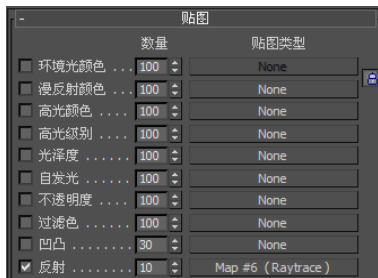 - 贴图
数量 贴图类型
环境光颜色 ... 100 None
漫反射颜色 ... 100 None
高光颜色 ..... 100 None
高光级别 ..... 100 None
光泽度 ...... 100 None
自发光 ...... 100 None
不透明度 ..... 100 None
过滤色 ...... 100 None
凹凸 ........ 30 None
反射 ........ 10 Map #6 (Raytrace)